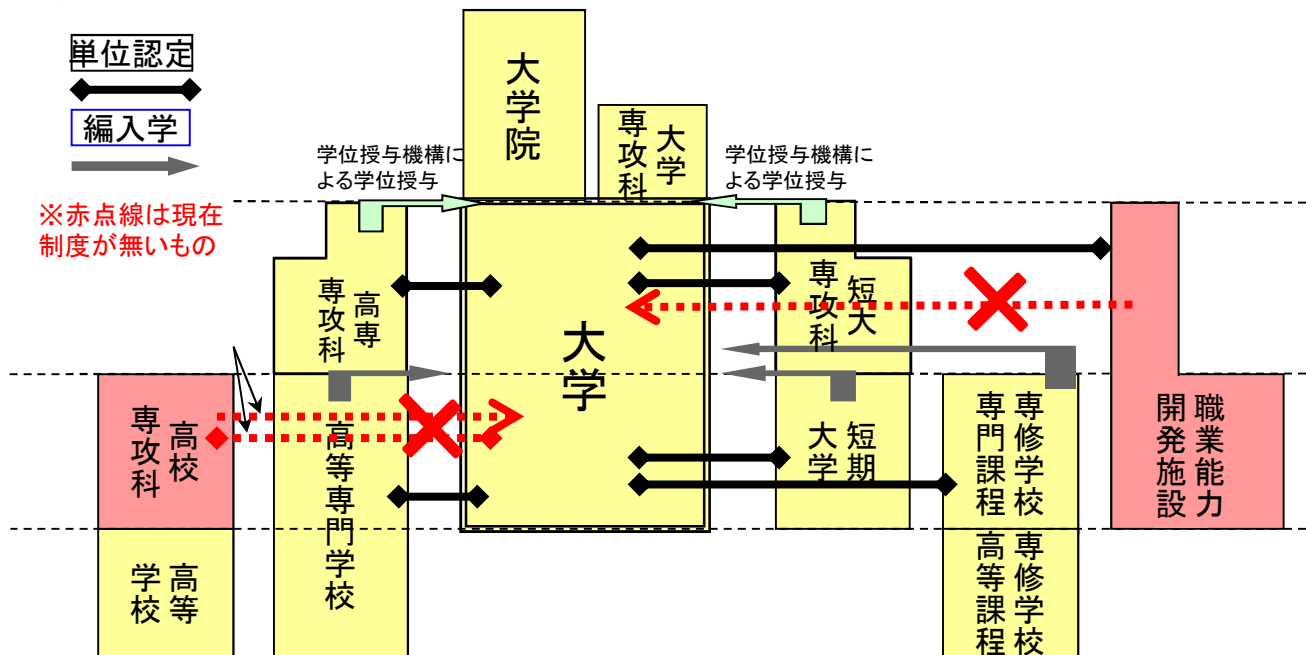 単位認定
編入学
※赤点線は現在
制度が無いもの
大学院
大学
専攻科
学位授与機構に
よる学位授与
学位授与機構に
よる学位授与
高専
専攻科
大学
短大
専攻科
高校
専攻科
高等専門学校
短期
大学
専修学校
専門課程
職業能力
開発施設
高等
学校
専修学校
高等課程